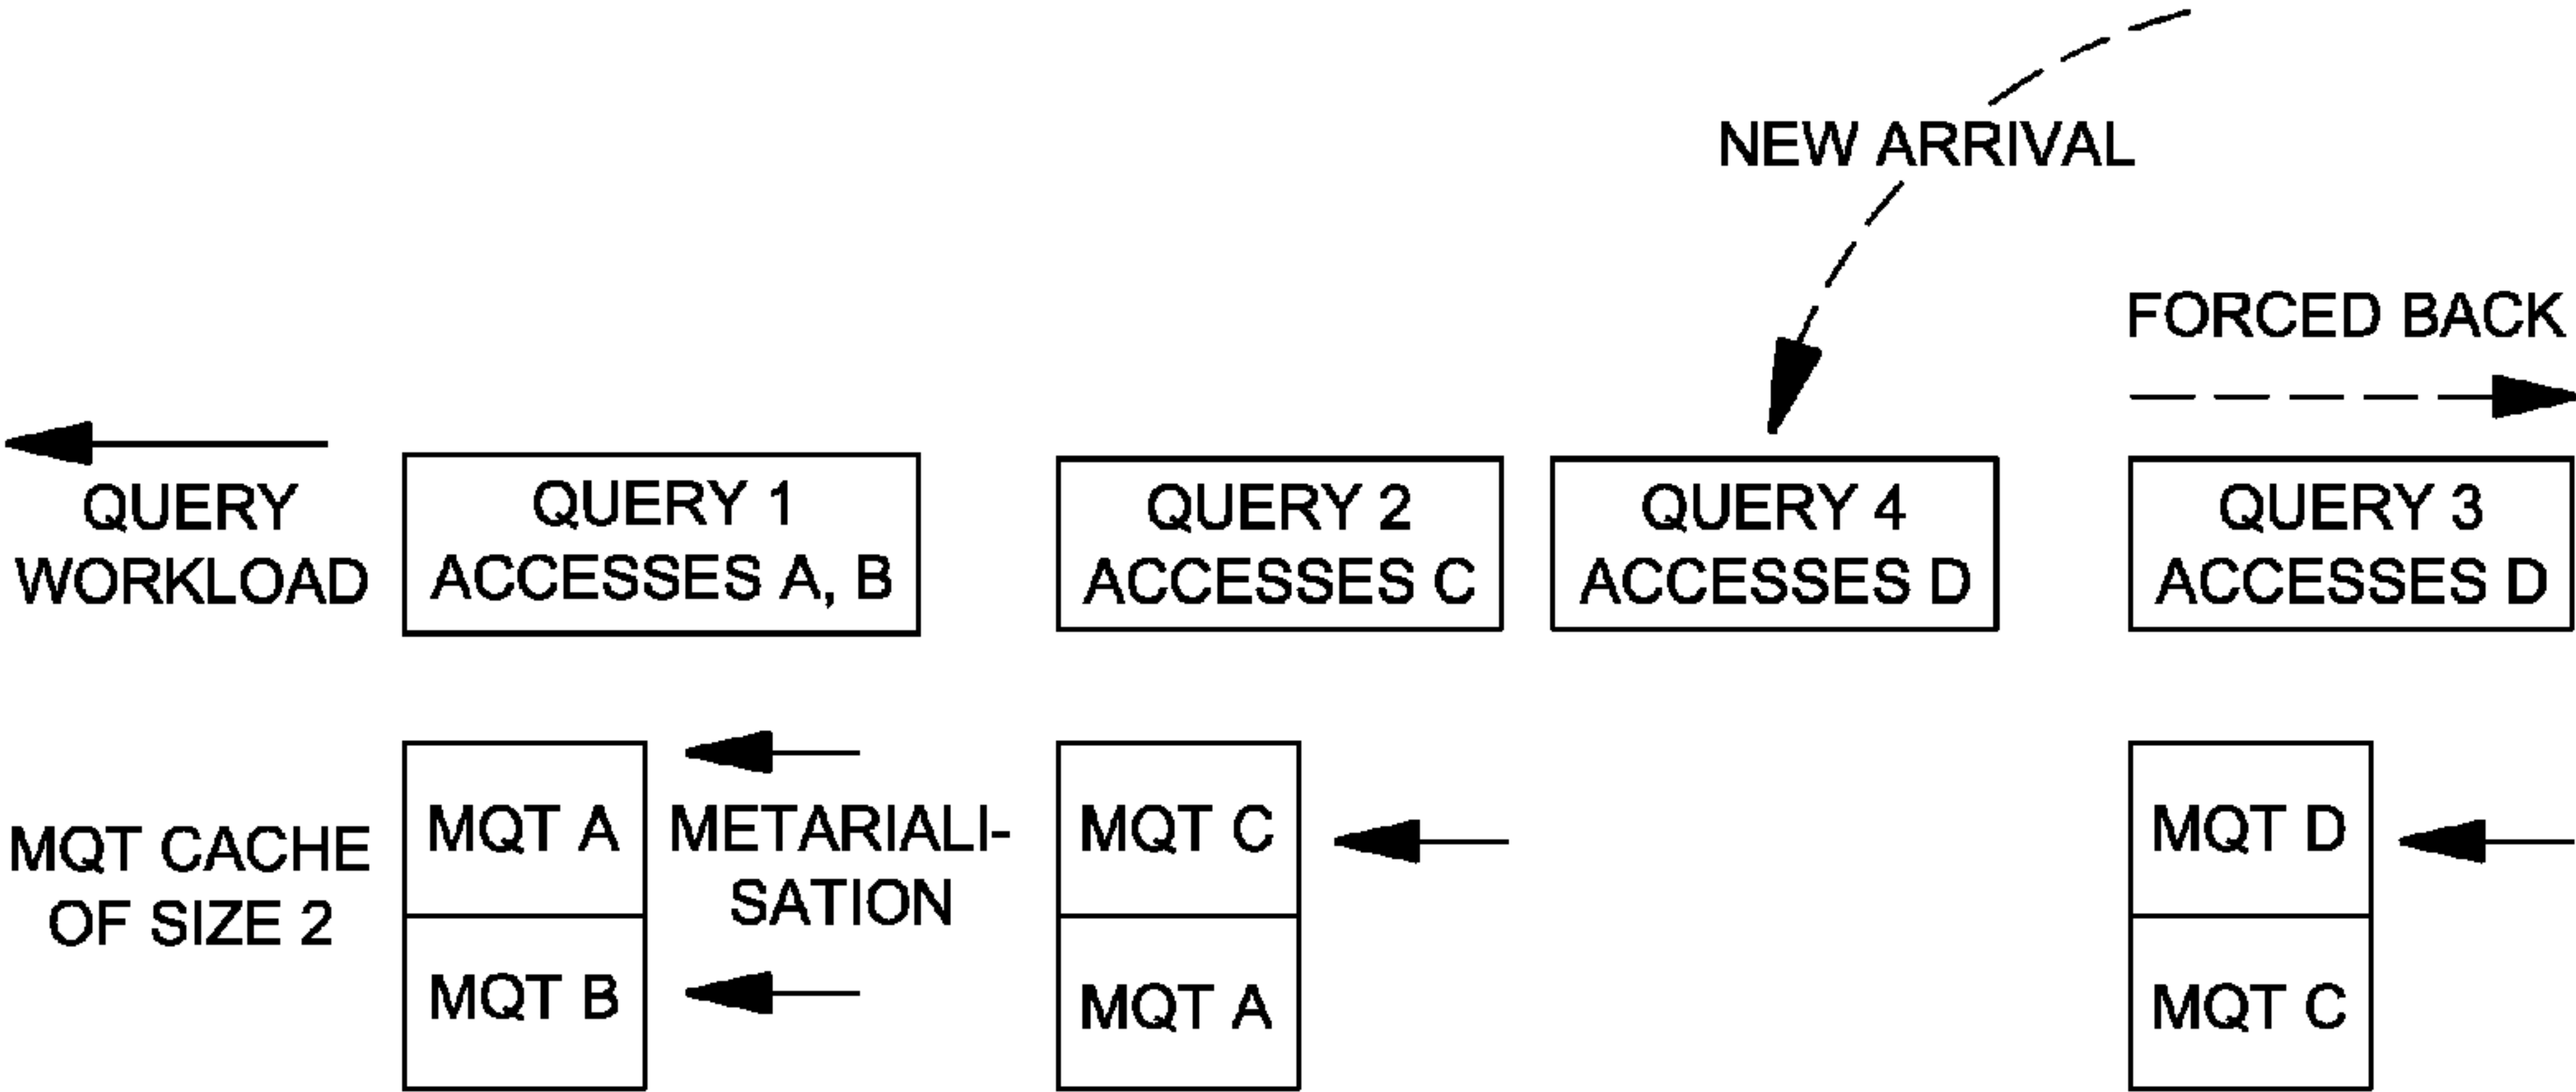 NEW ARRIVAL
FORCED BACK
QUERY
WORKLOAD
QUERY 1
ACCESSES A, B
QUERY 2
ACCESSES C
QUERY 4
ACCESSES D
QUERY 3
ACCESSES D
MQT CACHE
OF SIZE 2
MQT A
MQT B
METARIALI-
SATION
MQT C
MQT A
MQT D
MQT C